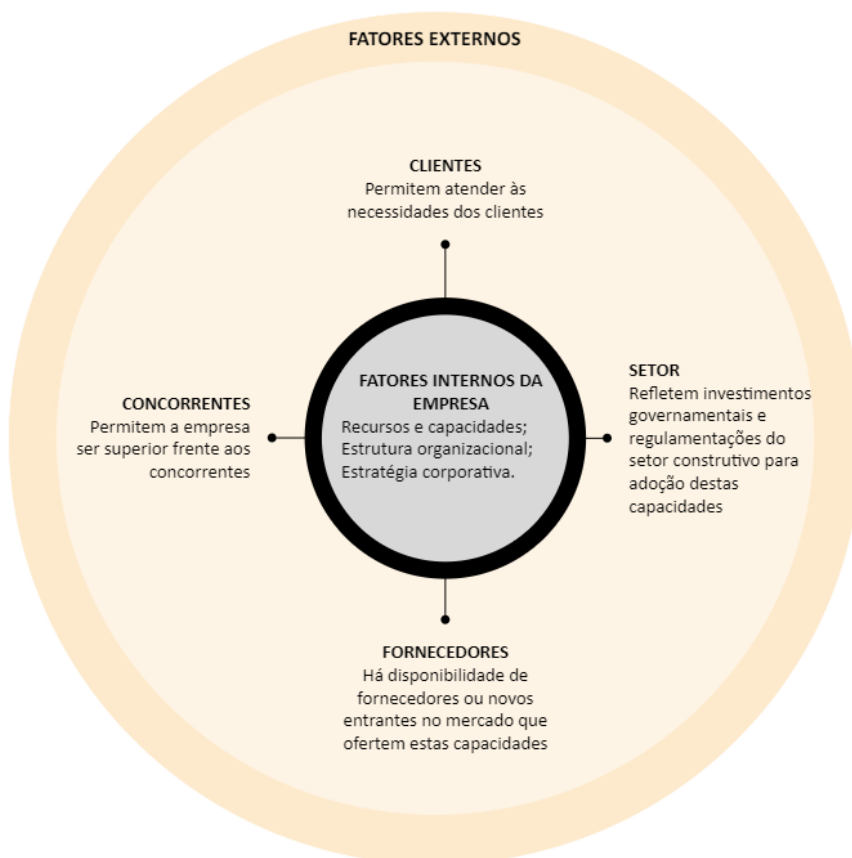 FATORES EXTERNOS
CLIENTES
Permitem atender às
necessidades dos clientes
CONCORRENTES
Permitem a empresa
ser superior frente aos
concorrentes
FATORES INTERNOS DA
EMPRESA
Recursos e capacidades;
Estrutura organizacional;
Estratégia corporativa.
SETOR
Refletem investimentos
governamentais e
regulamentações do
setor construtivo para
adoção destas
capacidades
FORNECEDORES
Há disponibilidade de
fornecedores ou novos
entrantes no mercado que
ofertem estas capacidades